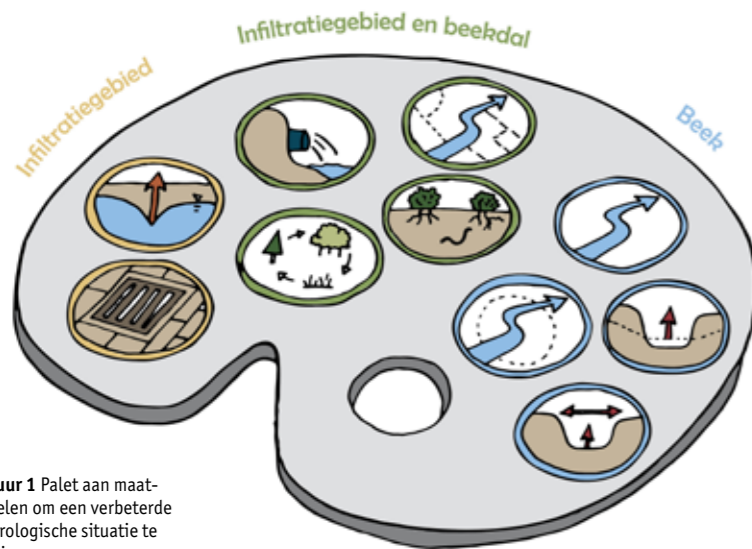 Infiltratiegebied en beekdal
Infiltratiegebied
Beek
uur 1 Palet aan maat-
elen om een verbeterde
rologische situatie te